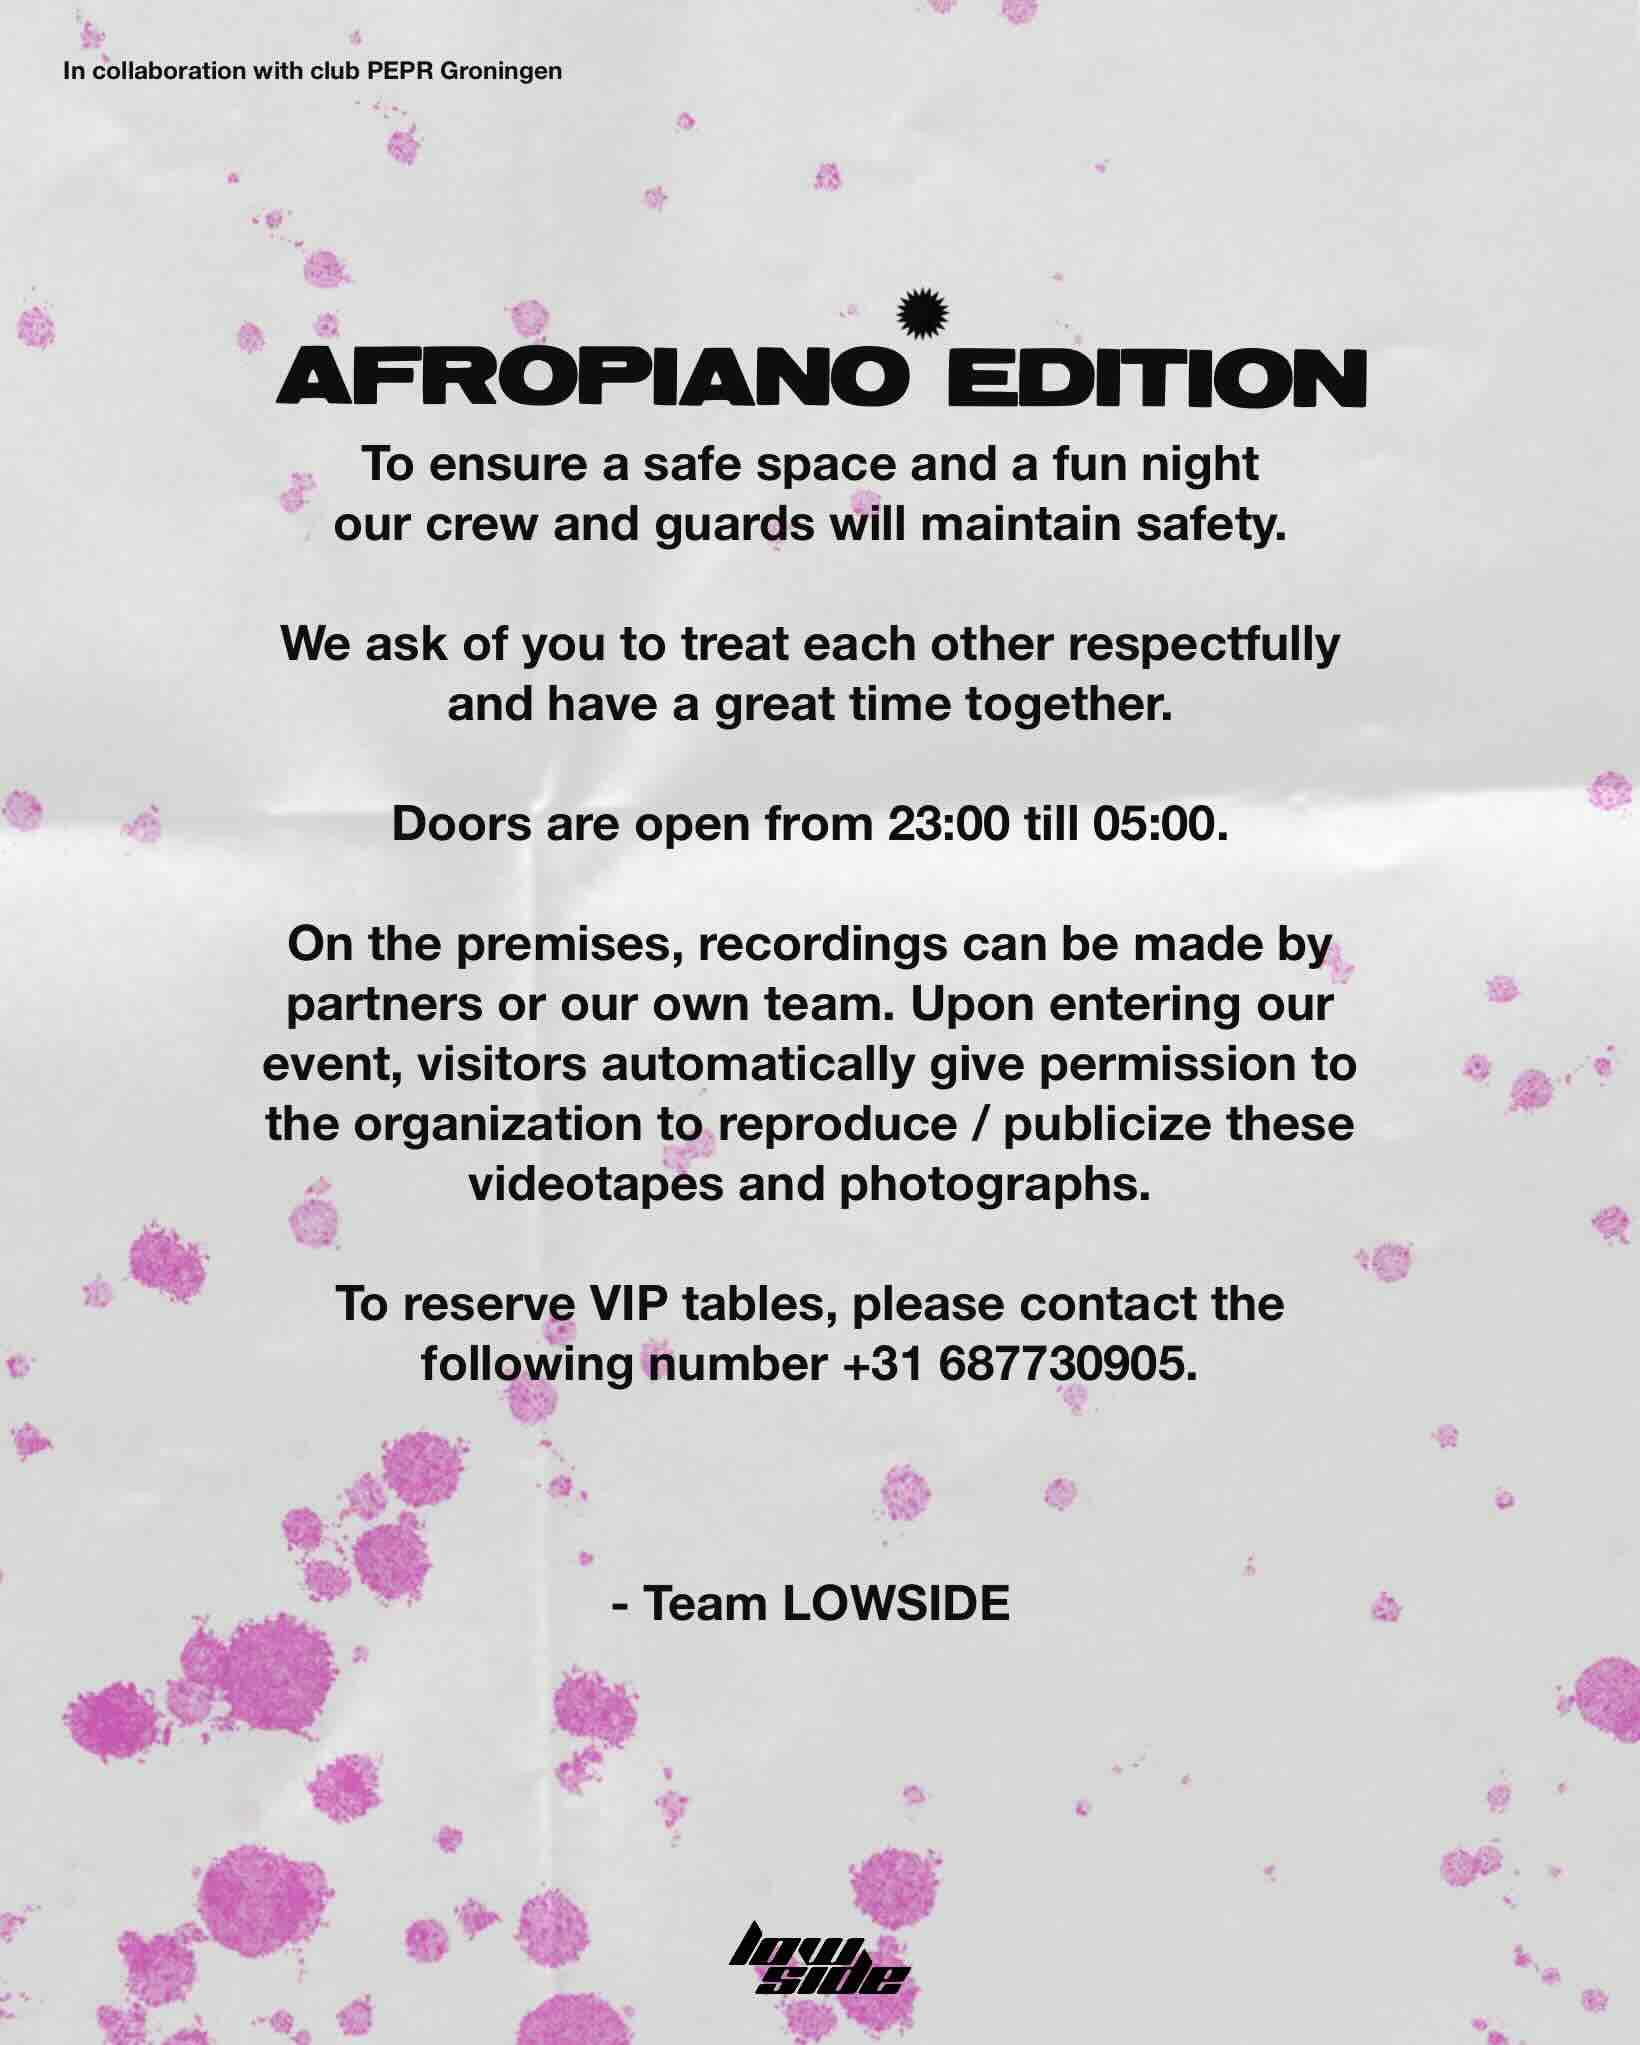 In collaboration with club PEPR Groningen
AFROPIANO EDITION
To ensure a safe space and a fun night
our crew and guards will maintain safety.
We ask of you to treat each other respectfully
and have a great time together.
Doors are open from 23:00 till 05:00.
On the premises, recordings can be made by
partners or our own team. Upon entering our
event, visitors automatically give permission to
the organization to reproduce / publicize these
videotapes and photographs.
To reserve VIP tables, please contact the
following number +31 687730905.
- Team LOWSIDE
low
side